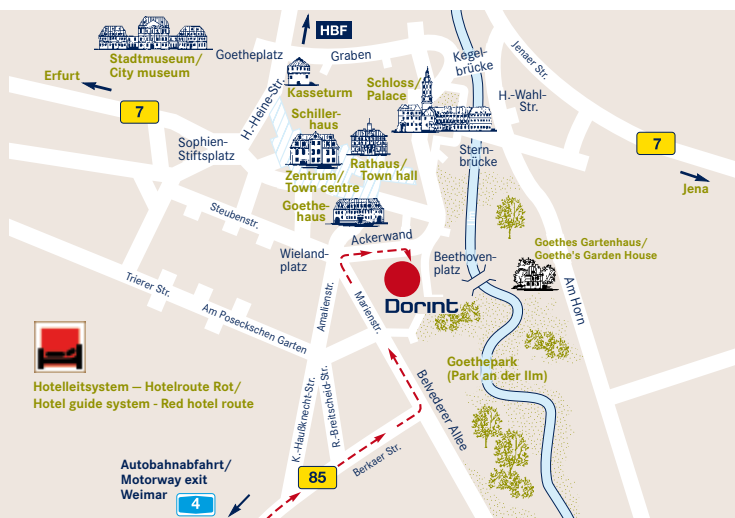 HBF
Stadtmuseum/
City museum
Goetheplatz
Graben
Kegel-
brücke
Jenaer Str.
Erfurt
7
Kasseturm
Schloss/
Palace
H.-Wahl-
Str.
H.-Heine-Str.
Schiller-
haus
Sophien-
Stiftsplatz
Rathaus/
Town hall
Stern-
brücke
7
Jena
Zentrum/
Town centre
Goethe-
haus
Steubenstr.
Ackerwand
Wieland-
platz
Beethoven-
platz
Goethes Gartenhaus/
Goethe's Garden House
Trierer Str.
Am Poseckschen Garten
Amalienstr.
Marienstr.
Dorint
Am Horn
Goethepark
(Park an der Ilm)
Hotelleitsystem – Hotelroute Rot/
Hotel guide system - Red hotel route
K.-Haußknecht-Str.
R.-Breitscheid-Str.
Belvederer Allee
Berkaer Str.
85
Autobahnabfahrt/
Motorway exit
Weimar
4